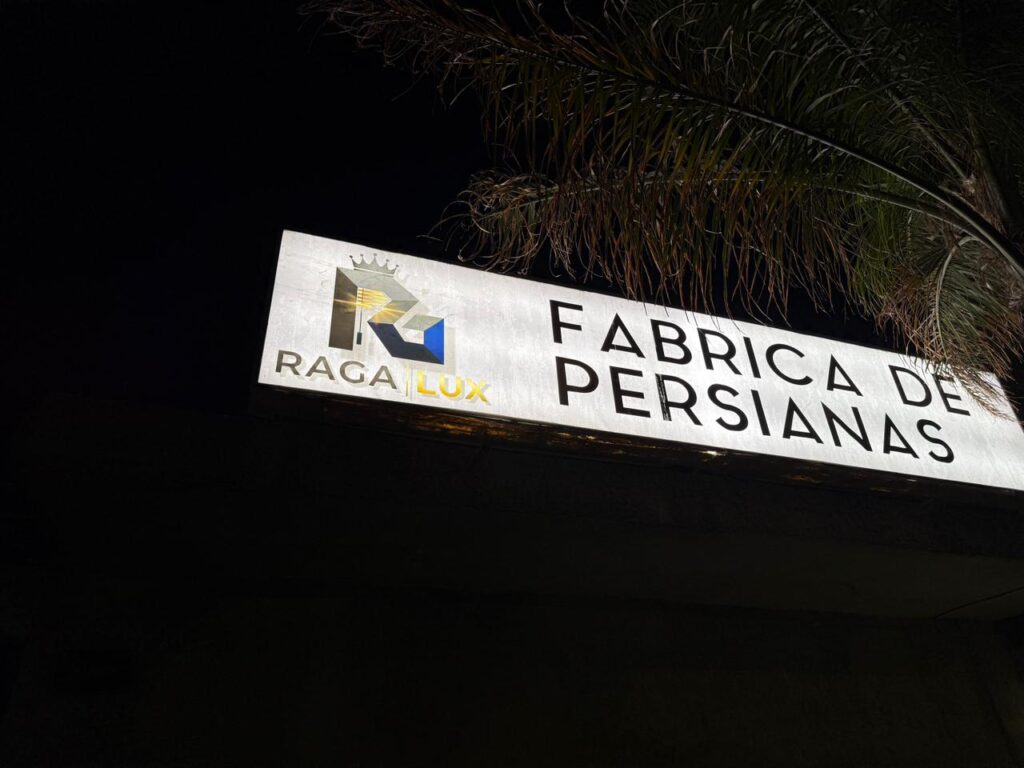 RAGA LUX
FABRICA DE
PERSIANAS